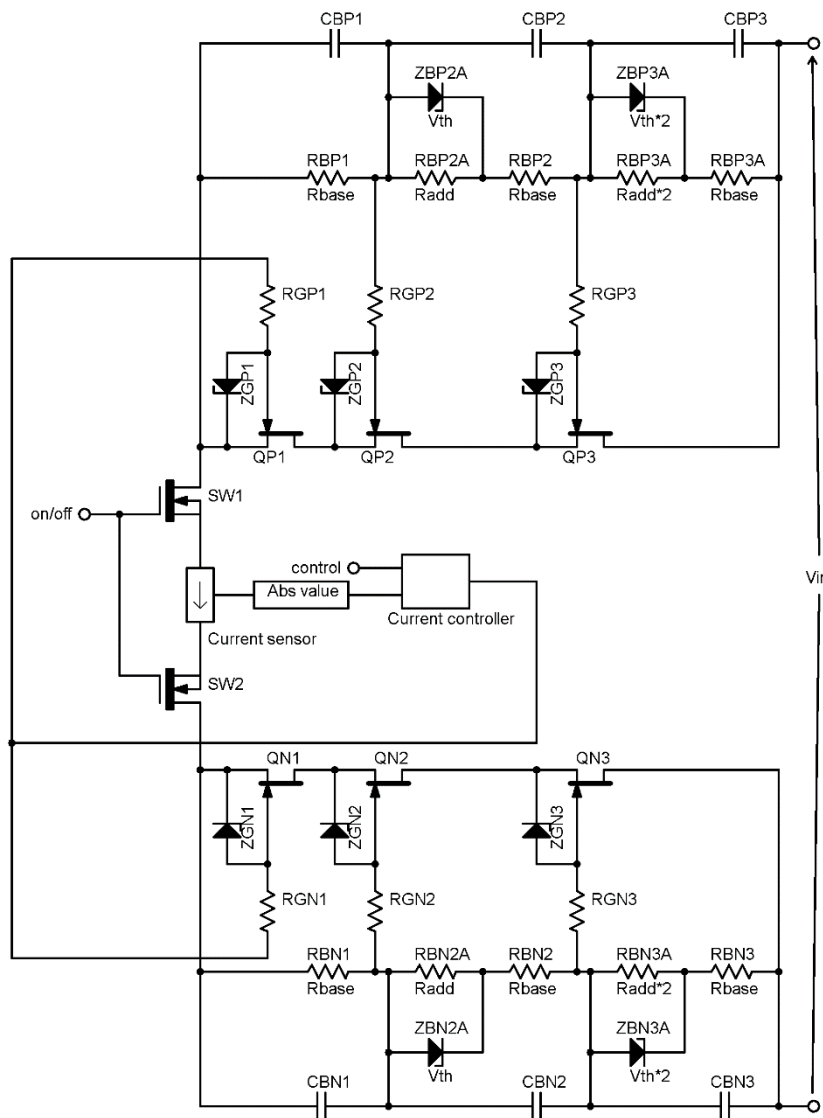 CBP1 CBP2 CBP3
ZBP2A ZBP3A
Vth Vth*2
RBP1 RBP2A RBP2 RBP3A RBP3A
Rbase Radd Rbase Radd*2 Rbase
RGP1 RGP2 RGP3
ZGP1 ZGP2 ZGP3
QP1 QP2 QP3
SW1
on/off
control
Abs value
Current controller
Current sensor
Vin
SW2
QN1 QN2 QN3
ZGN1 ZGN2 ZGN3
RGN1 RGN2 RGN3
RBN1 RBN2A RBN2 RBN3A RBN3
Rbase Radd Rbase Radd*2 Rbase
ZBN2A ZBN3A
Vth Vth*2
CBN1 CBN2 CBN3